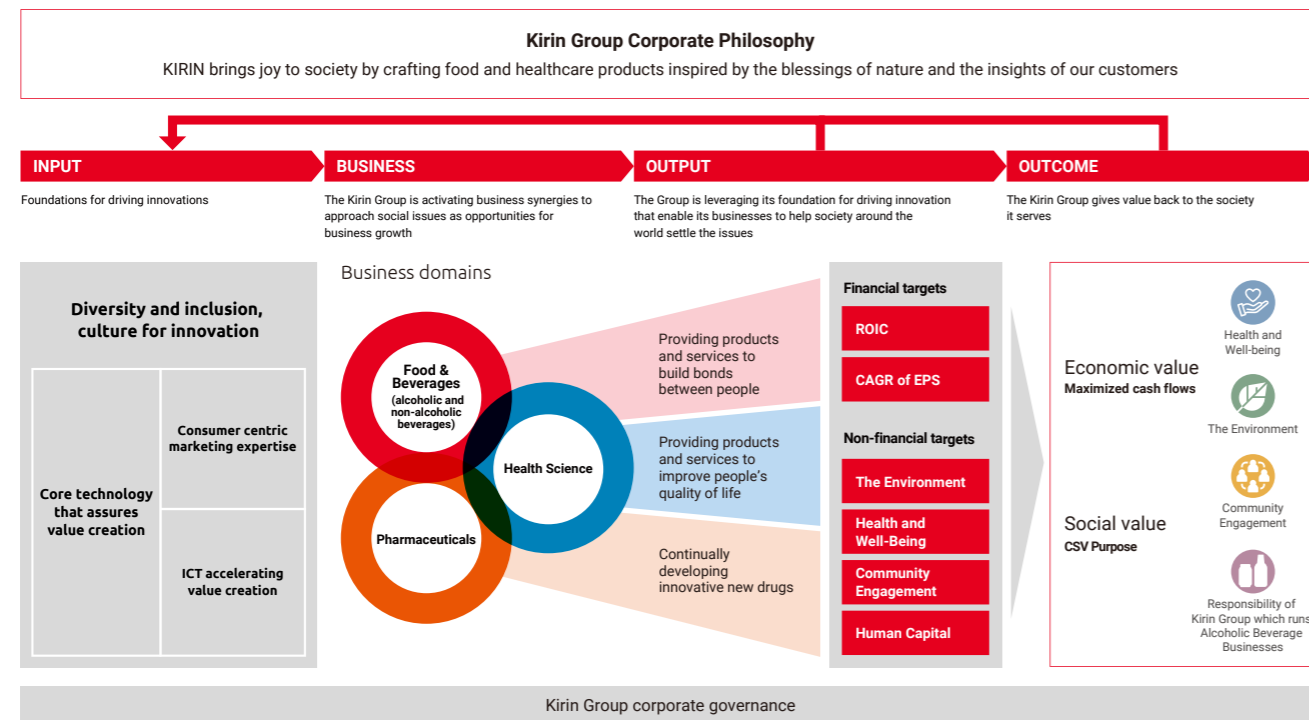 Kirin Group Corporate Philosophy
KIRIN brings joy to society by crafting food and healthcare products inspired by the blessings of nature and the insights of our customers
INPUT
Foundations for driving innovations
BUSINESS
The Kirin Group is activating business synergies to
approach social issues as opportunities for
business growth
OUTPUT
The Group is leveraging its foundation for driving innovation
that enable its businesses to help society around the
world settle the issues
OUTCOME
The Kirin Group gives value back to the society
it serves
Diversity and inclusion,
culture for innovation
Core technology
that assures
value creation
Consumer centric
marketing expertise
ICT accelerating
value creation
Business domains
Food &
Beverages
(alcoholic and
non-alcoholic
beverages)
Health Science
Pharmaceuticals
Providing products
and services to
build bonds
between people
Providing products
and services to
improve people's
quality of life
Continually
developing
innovative new drugs
Financial targets
ROIC
CAGR of EPS
Non-financial targets
The Environment
Health and
Well-Being
Community
Engagement
Human Capital
Economic value
Maximized cash flows
Social value
CSV Purpose
Health and
Well-being
The Environment
Community
Engagement
Responsibility of
Kirin Group which runs
Alcoholic Beverage
Businesses
Kirin Group corporate governance